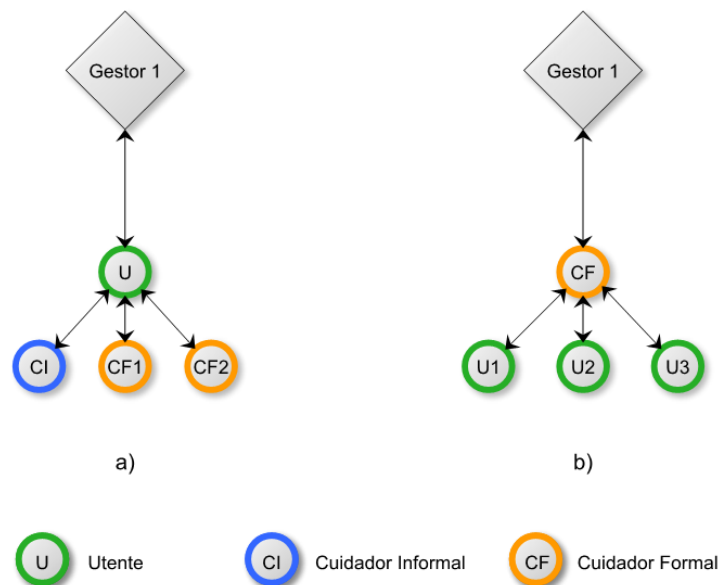 Gestor 1
Gestor 1
U
CF
CI
CF1
CF2
U1
U2
U3
a)
b)
U
Utente
CI
Cuidador Informal
CF
Cuidador Formal